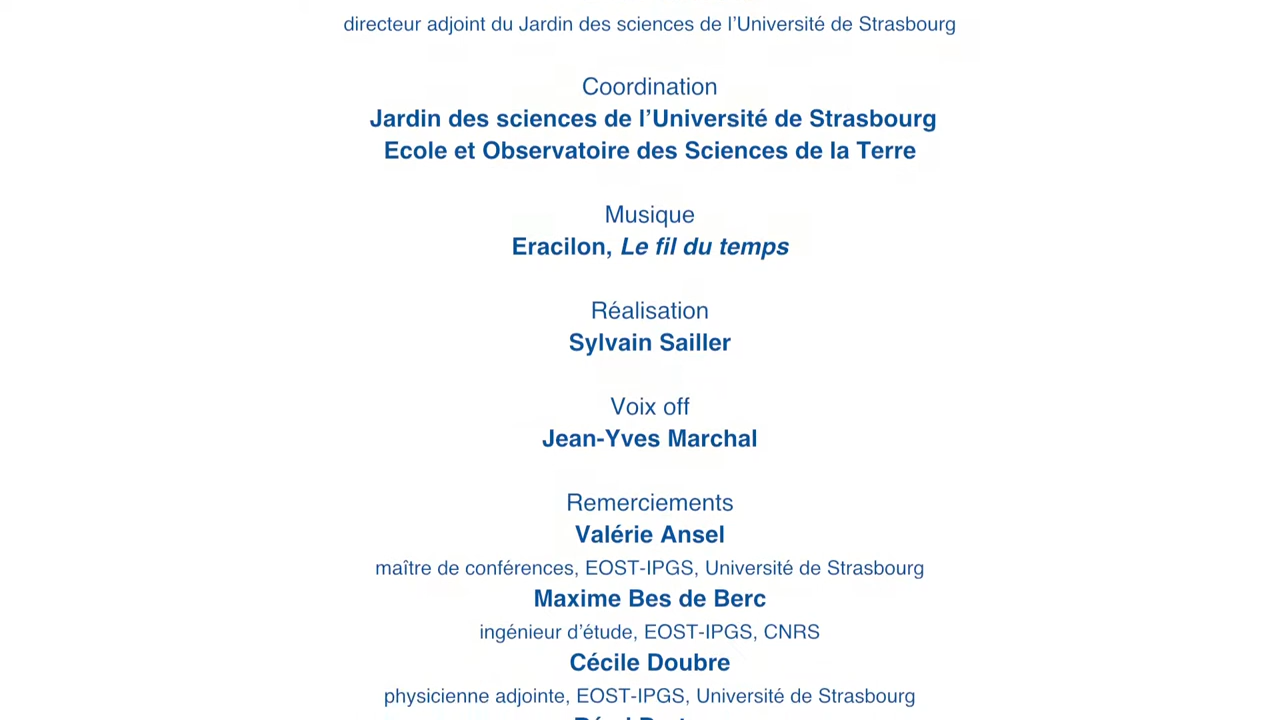 directeur adjoint du Jardin des sciences de l’Université de Strasbourg
Coordination
Jardin des sciences de l’Université de Strasbourg
Ecole et Observatoire des Sciences de la Terre
Musique
Eracilon, Le fil du temps
Réalisation
Sylvain Sailler
Voix off
Jean-Yves Marchal
Remerciements
Valérie Ansel
maître de conférences, EOST-IPGS, Université de Strasbourg
Maxime Bes de Berc
ingénieur d’étude, EOST-IPGS, CNRS
Cécile Doubre
physicienne adjointe, EOST-IPGS, Université de Strasbourg